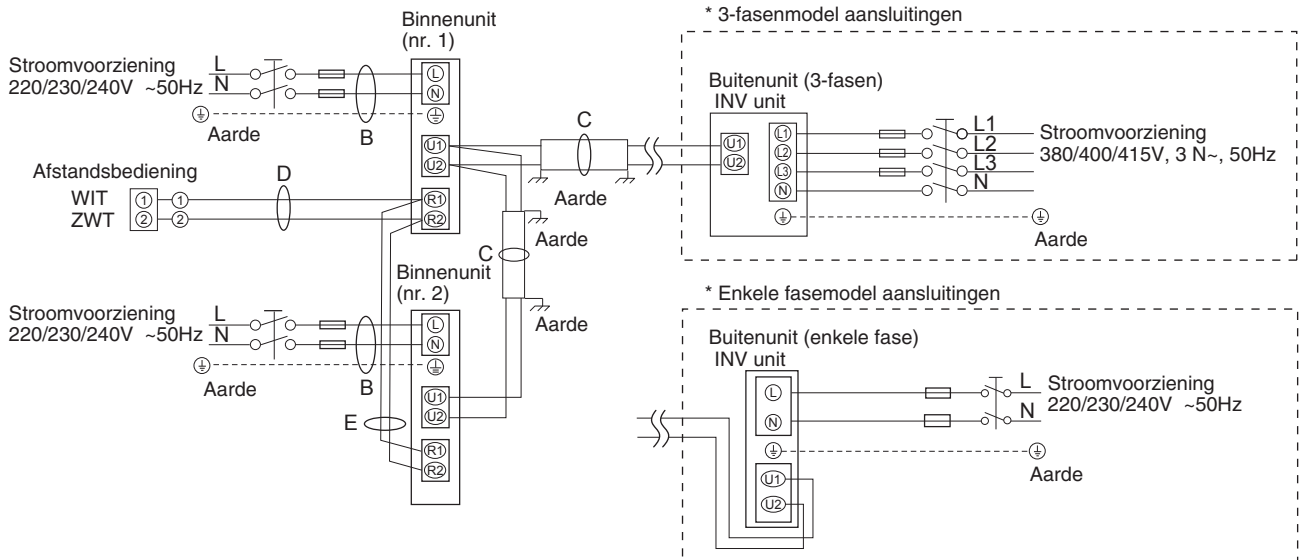 Binnenunit
(nr. 1)
Stroomvoorziening
220/230/240V ~50Hz
L
N
Aarde
B
L
N
U1
U2
R1
R2
Afstandsbediening
WIT
ZWT
1
2
1
2
D
C
Aarde
C
Aarde
Aarde
Binnenunit
(nr. 2)
Stroomvoorziening
220/230/240V ~50Hz
L
N
Aarde
B
E
L
N
U1
U2
R1
R2
* 3-fasenmodel aansluitingen
Buitenunit (3-fasen)
INV unit
U1
U2
L1
L2
L3
N
L1
L2
L3
N
Stroomvoorziening
380/400/415V, 3 N~, 50Hz
Aarde
* Enkele fasemodel aansluitingen
Buitenunit (enkele fase)
INV unit
L
N
U1
U2
L
N
Stroomvoorziening
220/230/240V ~50Hz
Aarde